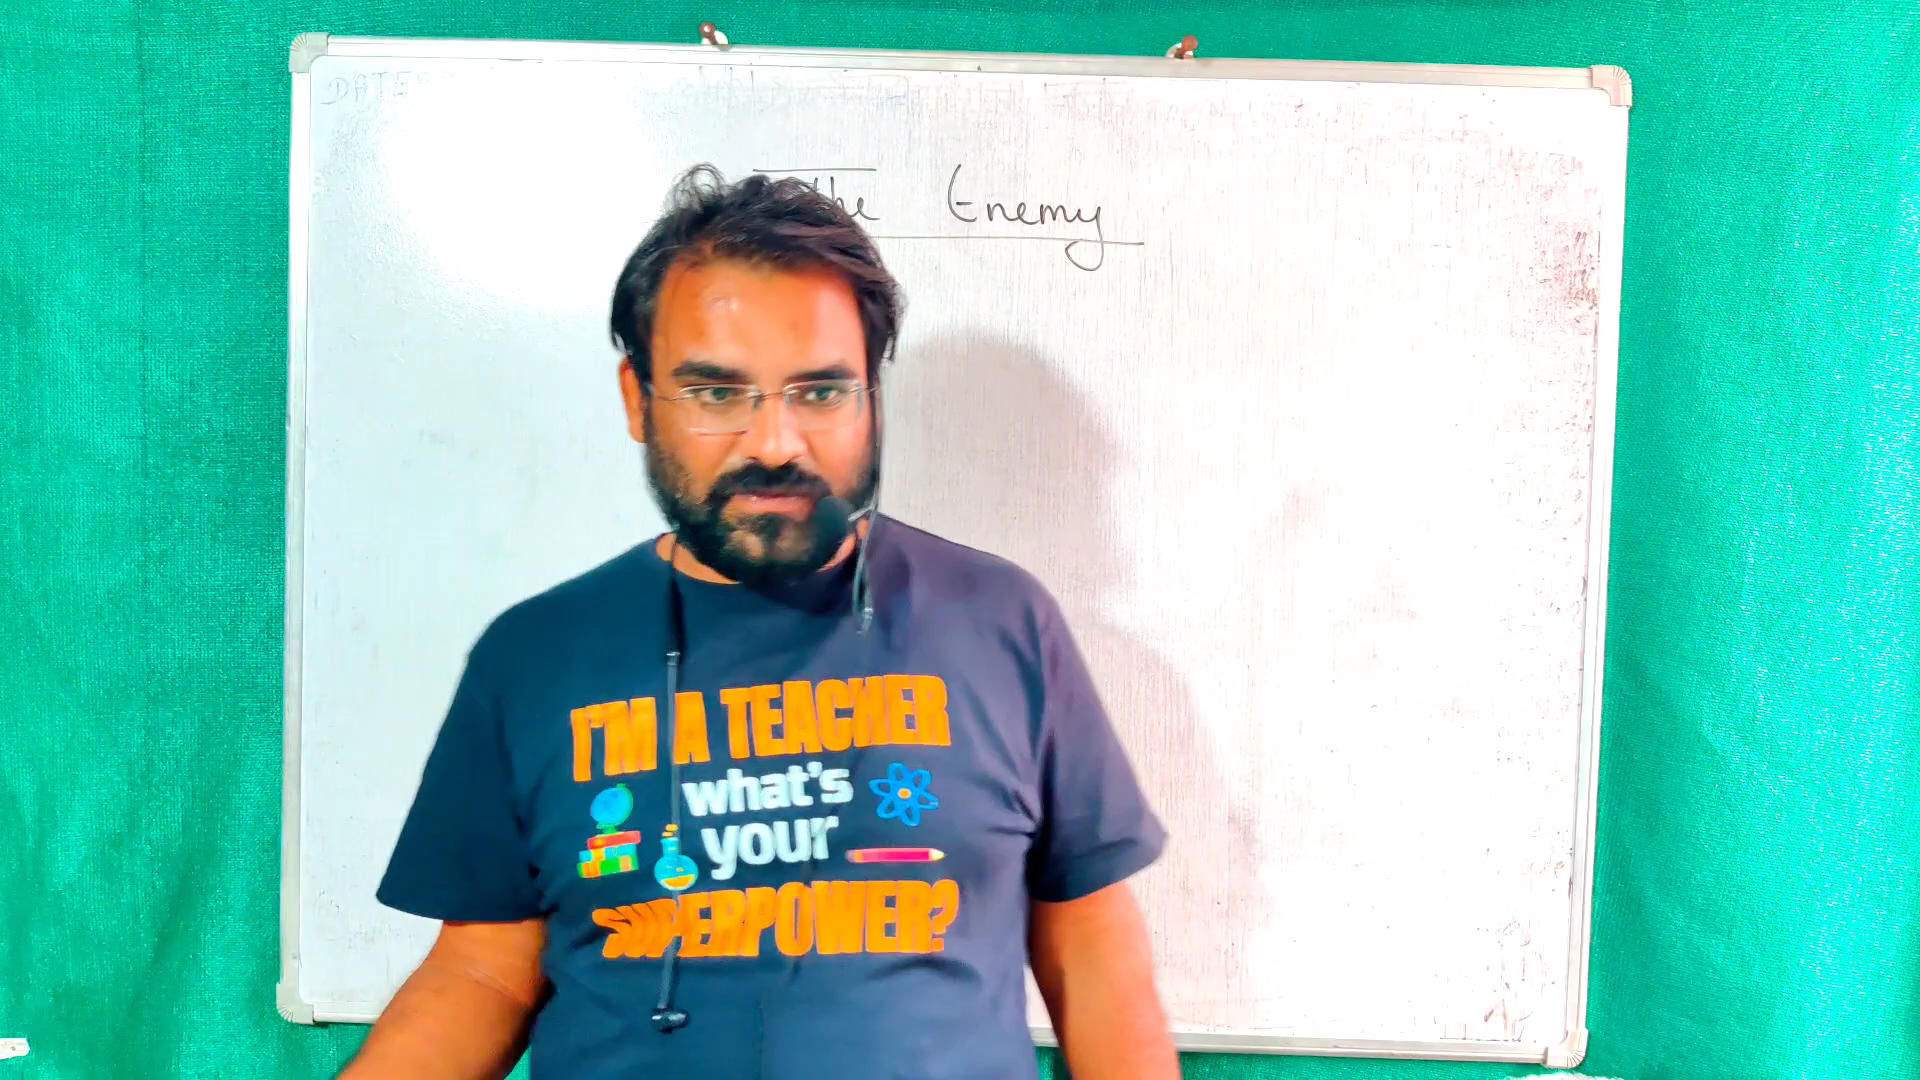 DATE
The Enemy
I'M A TEACHER
what's
your
SUPERPOWER?